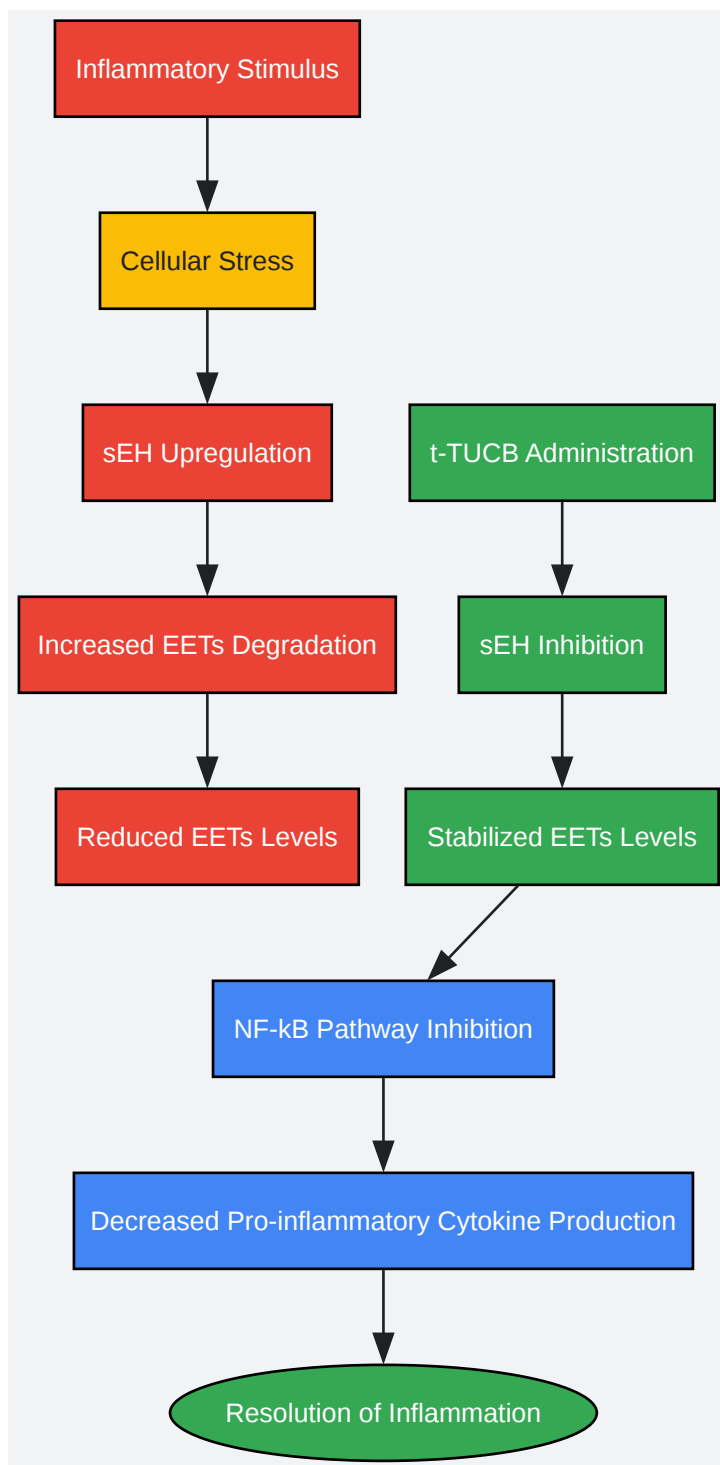 Inflammatory Stimulus
Cellular Stress
sEH Upregulation
t-TUCB Administration
Increased EETs Degradation
sEH Inhibition
Reduced EETs Levels
Stabilized EETs Levels
NF-kB Pathway Inhibition
Decreased Pro-inflammatory Cytokine Production
Resolution of Inflammation